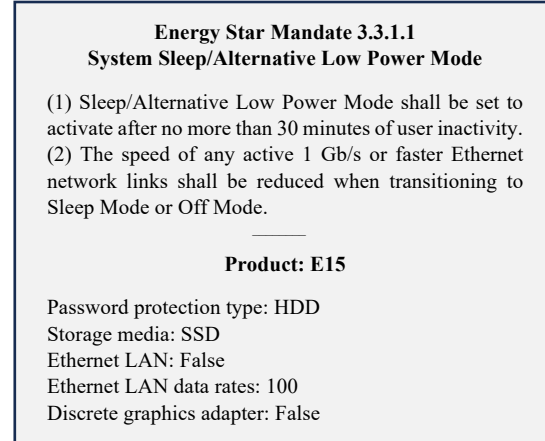 Energy Star Mandate 3.3.1.1
System Sleep/Alternative Low Power Mode
(1) Sleep/Alternative Low Power Mode shall be set to
activate after no more than 30 minutes of user inactivity.
(2) The speed of any active 1 Gb/s or faster Ethernet
network links shall be reduced when transitioning to
Sleep Mode or Off Mode.
Product: E15
Password protection type: HDD
Storage media: SSD
Ethernet LAN: False
Ethernet LAN data rates: 100
Discrete graphics adapter: False